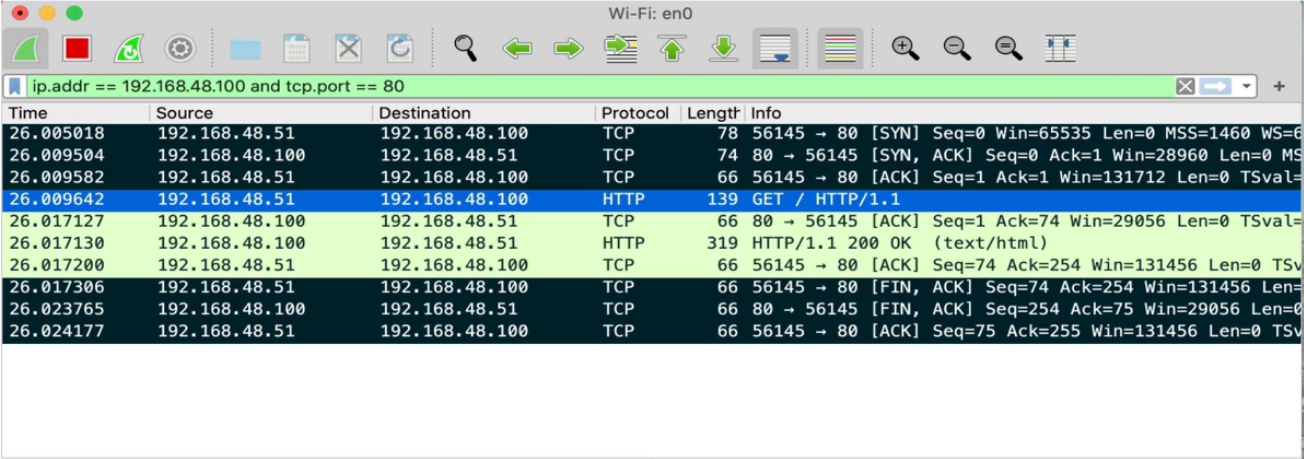 Wi-Fi: en0
ip.addr == 192.168.48.100 and tcp.port == 80
Time Source Destination Protocol Length Info
26.005018 192.168.48.51 192.168.48.100 TCP 78 56145 → 80 [SYN] Seq=0 Win=65535 Len=0 MSS=1460 WS=6
26.009504 192.168.48.100 192.168.48.51 TCP 74 80 → 56145 [SYN, ACK] Seq=0 Ack=1 Win=28960 Len=0 MS
26.009582 192.168.48.51 192.168.48.100 TCP 66 56145 → 80 [ACK] Seq=1 Ack=1 Win=131712 Len=0 TSval=
26.009642 192.168.48.51 192.168.48.100 HTTP 139 GET / HTTP/1.1
26.017127 192.168.48.100 192.168.48.51 TCP 66 80 → 56145 [ACK] Seq=1 Ack=74 Win=29056 Len=0 TSval=
26.017130 192.168.48.100 192.168.48.51 HTTP 319 HTTP/1.1 200 OK (text/html)
26.017200 192.168.48.51 192.168.48.100 TCP 66 56145 → 80 [ACK] Seq=74 Ack=254 Win=131456 Len=0 TSv
26.017306 192.168.48.51 192.168.48.100 TCP 66 56145 → 80 [FIN, ACK] Seq=74 Ack=254 Win=131456 Len=
26.023765 192.168.48.100 192.168.48.51 TCP 66 80 → 56145 [FIN, ACK] Seq=254 Ack=75 Win=29056 Len=0
26.024177 192.168.48.51 192.168.48.100 TCP 66 56145 → 80 [ACK] Seq=75 Ack=255 Win=131456 Len=0 TSv